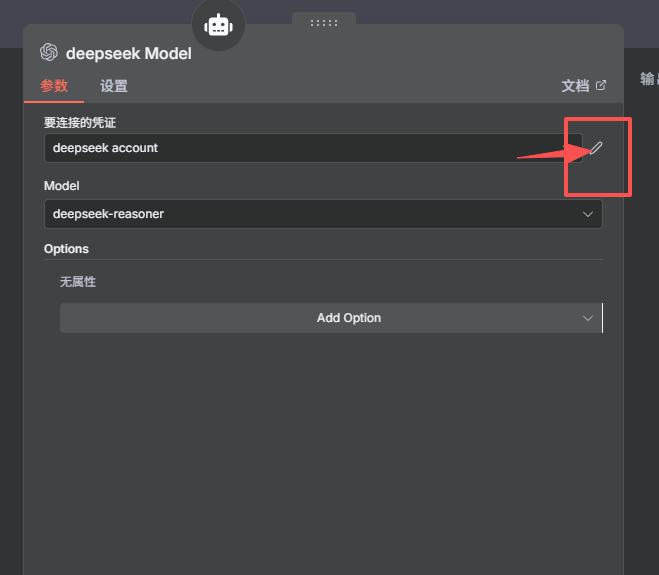 deepseek Model
参数 设置 文档
要连接的凭证
deepseek account
Model
deepseek-reasoner
Options
无属性
Add Option